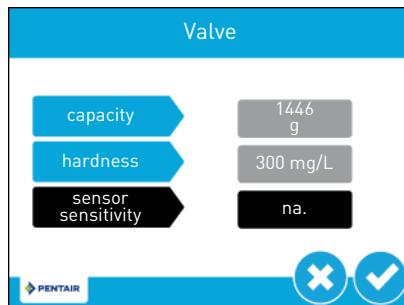 Valve
capacity
1446
g
hardness
300 mg/L
sensor
sensitivity
na.
PENTAIR